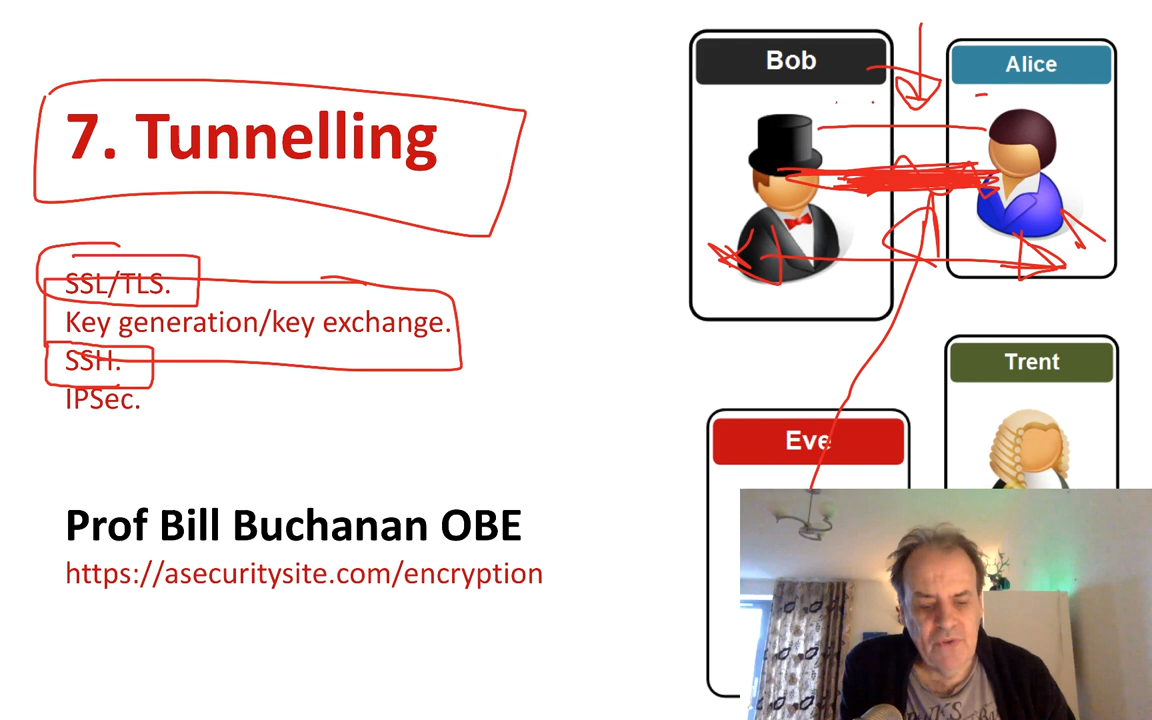 7. Tunnelling
SSL/TLS.
Key generation/key exchange.
SSH.
IPSec.
Prof Bill Buchanan OBE
https://asecuritysite.com/encryption
Bob
Alice
Eve
Trent